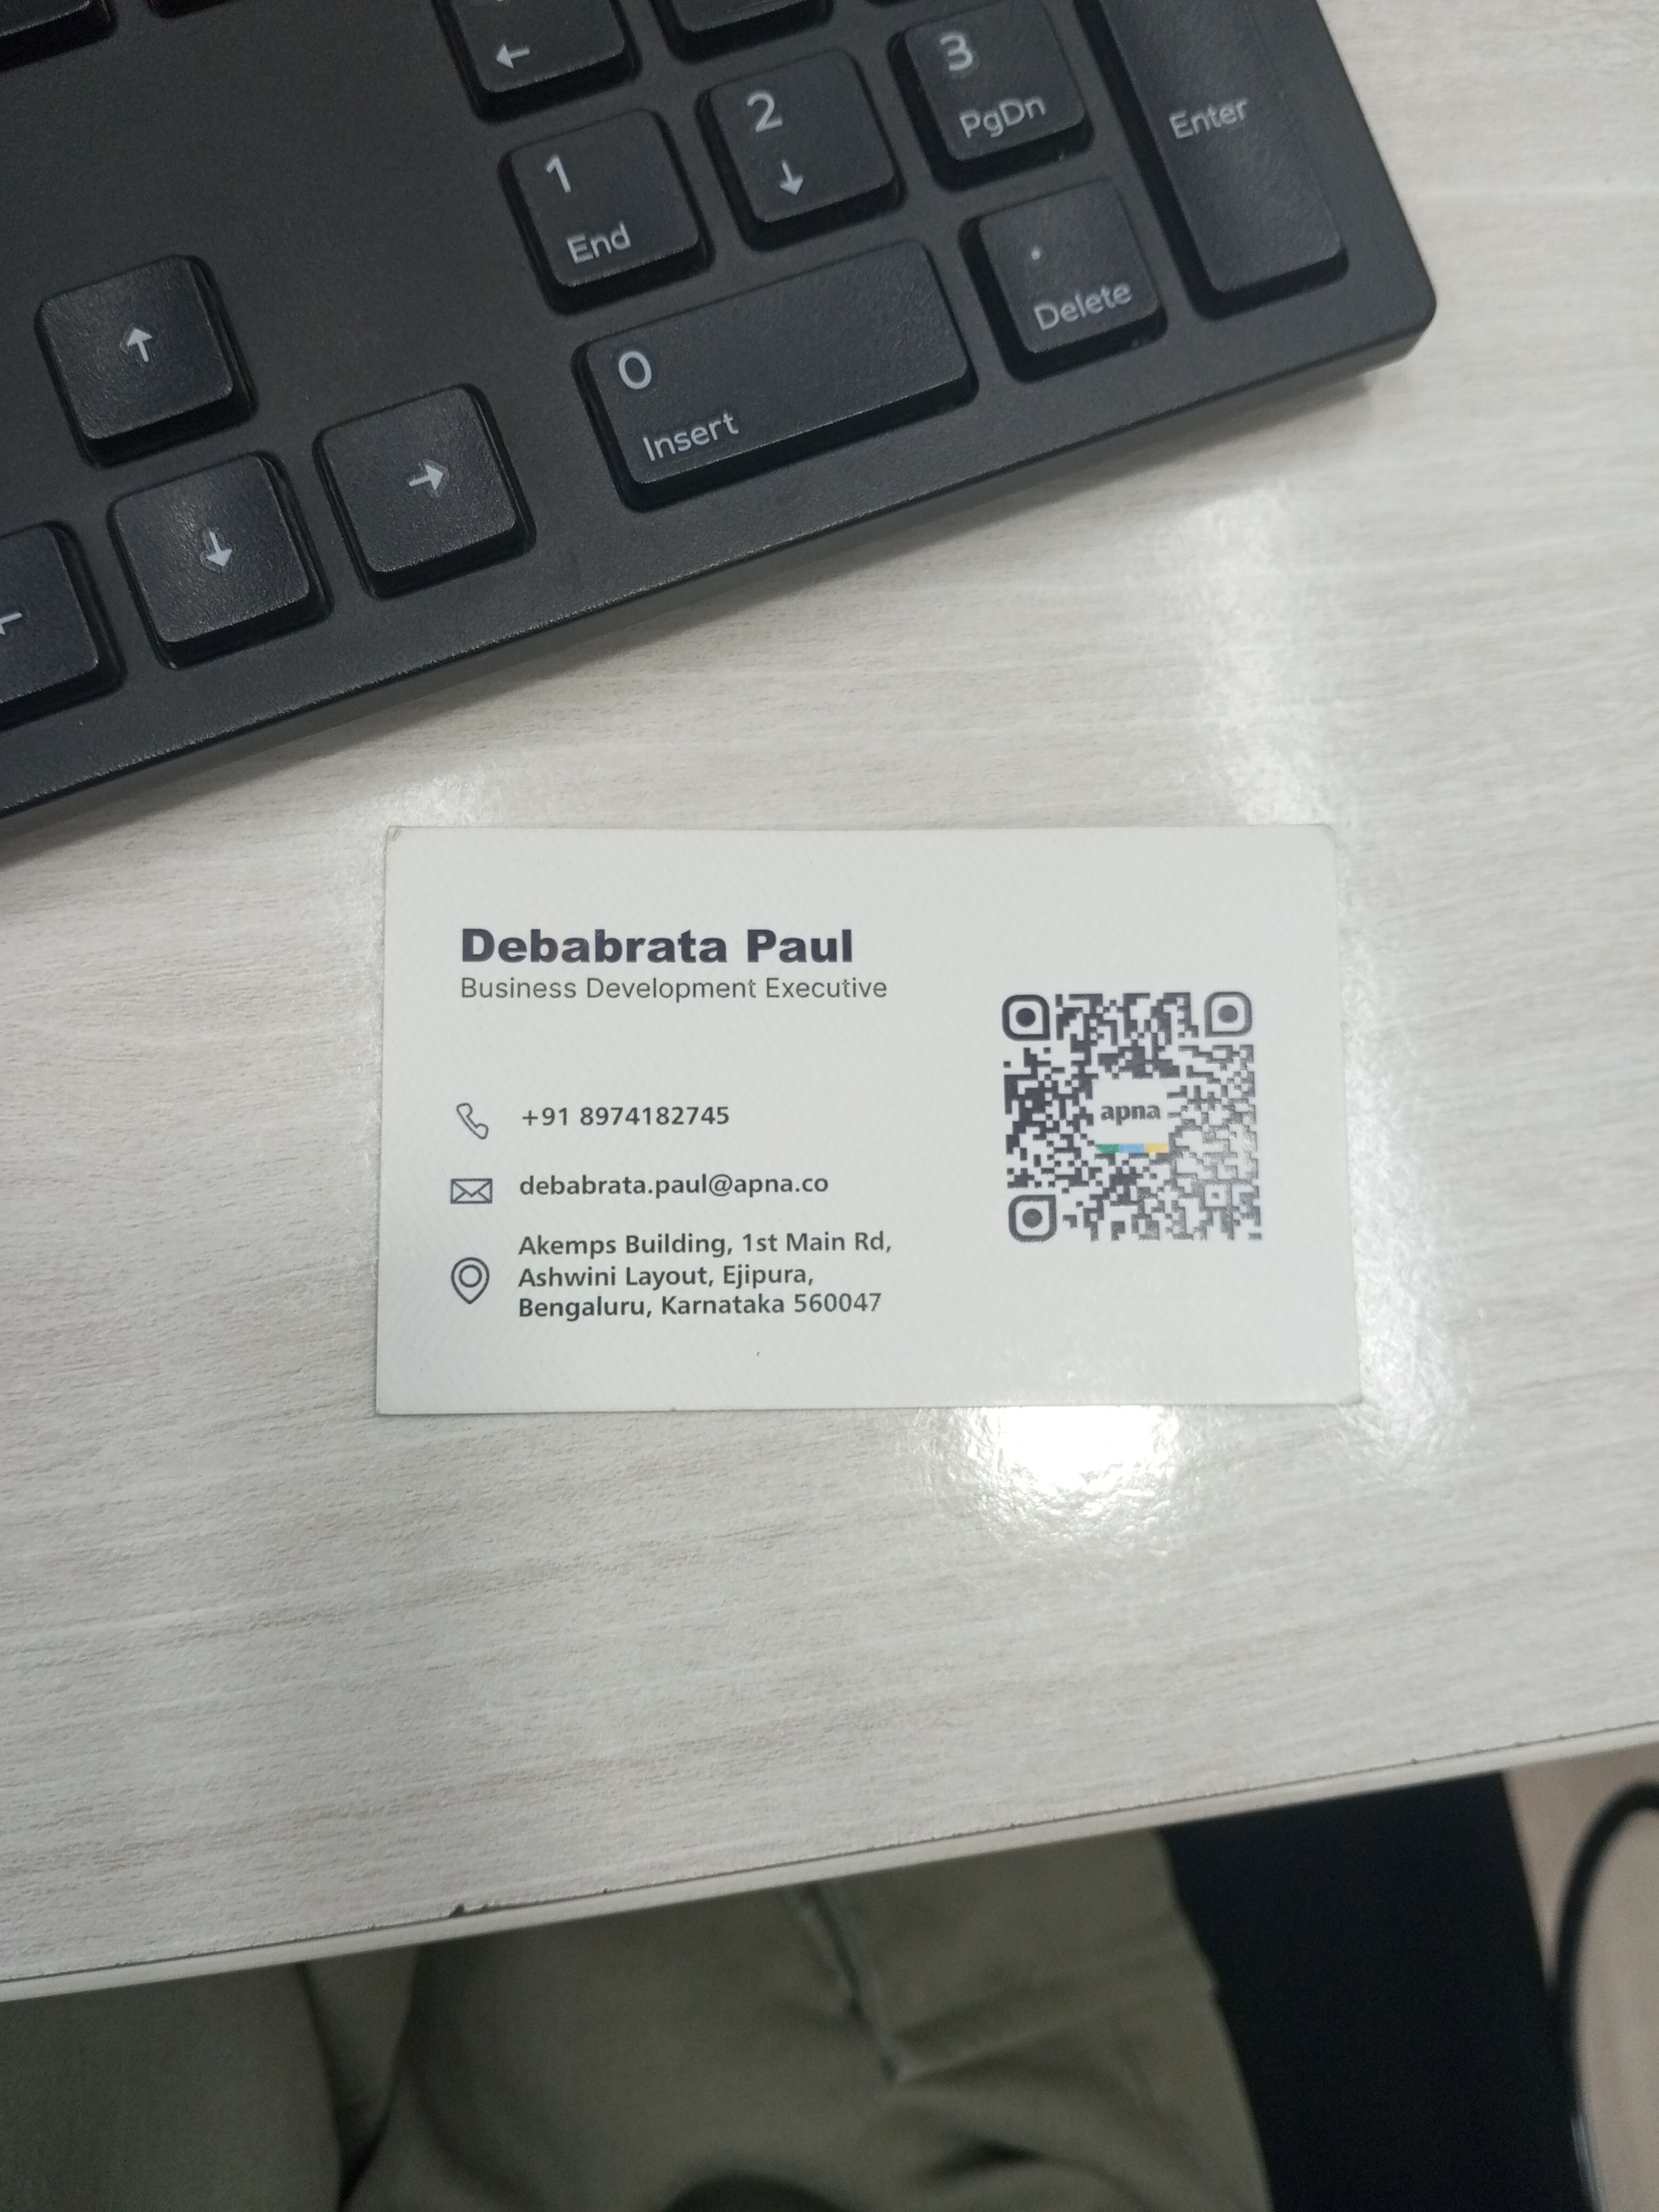 ←
3
PgDn
Enter
2
↓
1
End
.
Delete
0
Insert
↑
→
↓
Debabrata Paul
Business Development Executive
+91 8974182745
debabrata.paul@apna.co
Akemps Building, 1st Main Rd,
Ashwini Layout, Ejipura,
Bengaluru, Karnataka 560047
apna